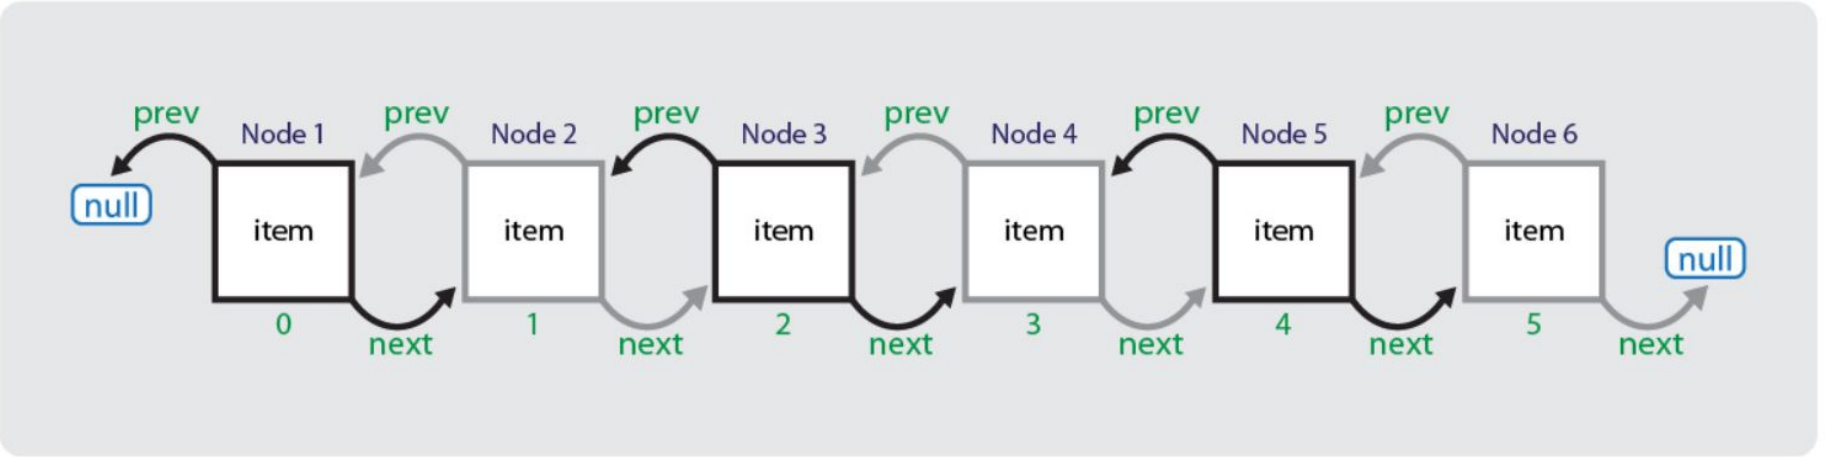 prev prev prev prev prev prev
Node 1 Node 2 Node 3 Node 4 Node 5 Node 6
null
item item item item item item
null
0 1 2 3 4 5
next next next next next next